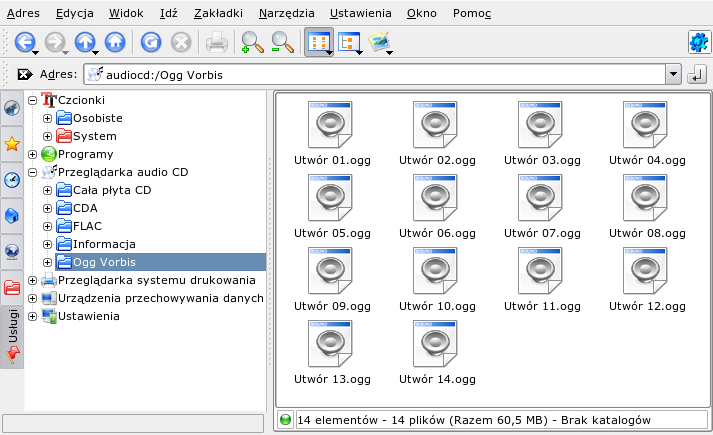 Adres Edycja Widok Idź Zakładki Narzędzia Ustawienia Okno Pomoc
Adres: audiocd:/Ogg Vorbis
Czcionki
Osobiste
System
Programy
Przeglądarka audio CD
Cała płyta CD
CDA
FLAC
Informacja
Ogg Vorbis
Przeglądarka systemu drukowania
Urządzenia przechowywania danych
Ustawienia
Usługi
Utwór 01.ogg Utwór 02.ogg Utwór 03.ogg Utwór 04.ogg
Utwór 05.ogg Utwór 06.ogg Utwór 07.ogg Utwór 08.ogg
Utwór 09.ogg Utwór 10.ogg Utwór 11.ogg Utwór 12.ogg
Utwór 13.ogg Utwór 14.ogg
14 elementów - 14 plików (Razem 60,5 MB) - Brak katalogów